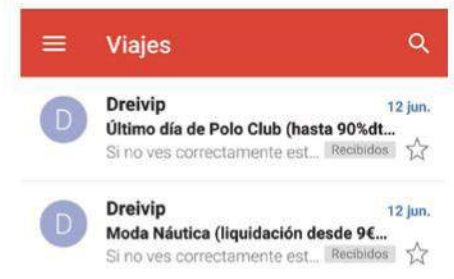 Viajes
D
Dreivip 12 jun.
Último día de Polo Club (hasta 90%dt...
Si no ves correctamente est... Recibidos
D
Dreivip 12 jun.
Moda Náutica (liquidación desde 9€...
Si no ves correctamente est... Recibidos